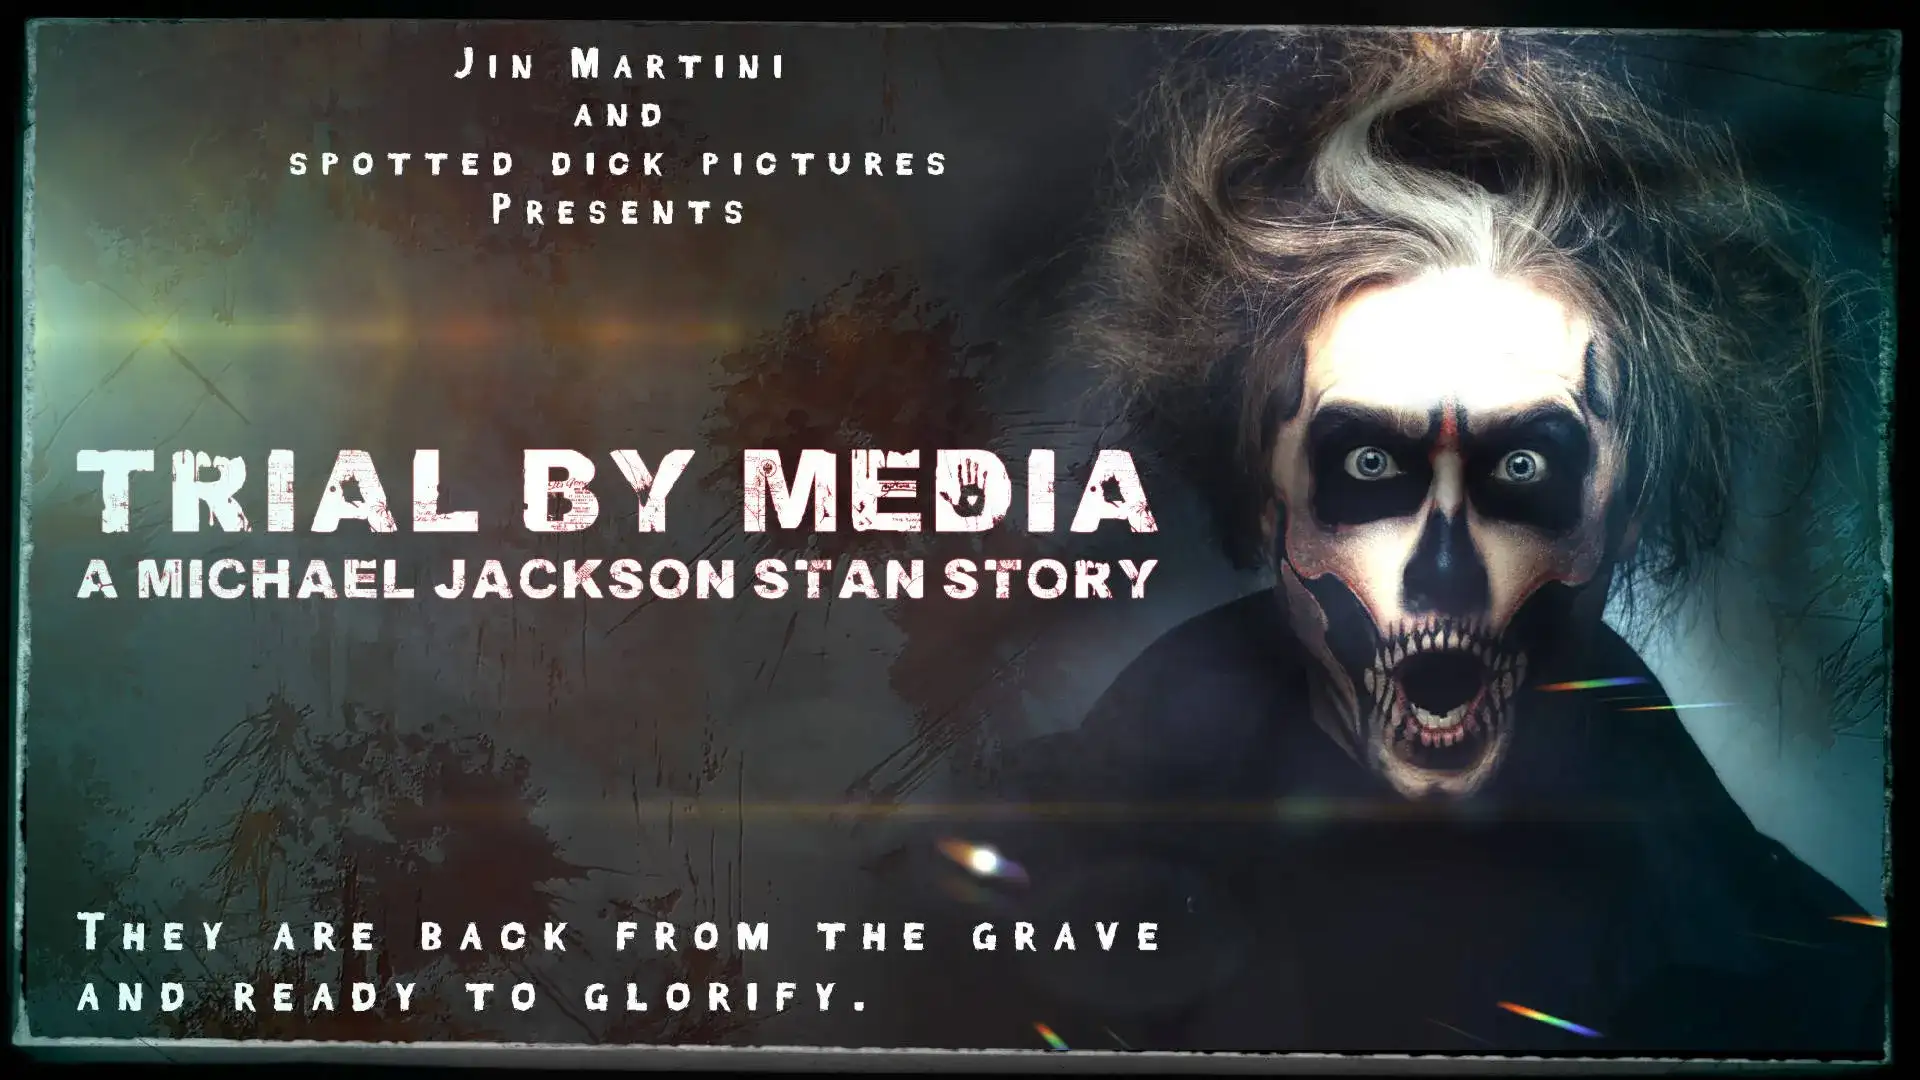 Jin Martini
and
spotted dick pictures
Presents
TRIAL BY MEDIA
A MICHAEL JACKSON STAN STORY
They are back from the grave
and ready to glorify.